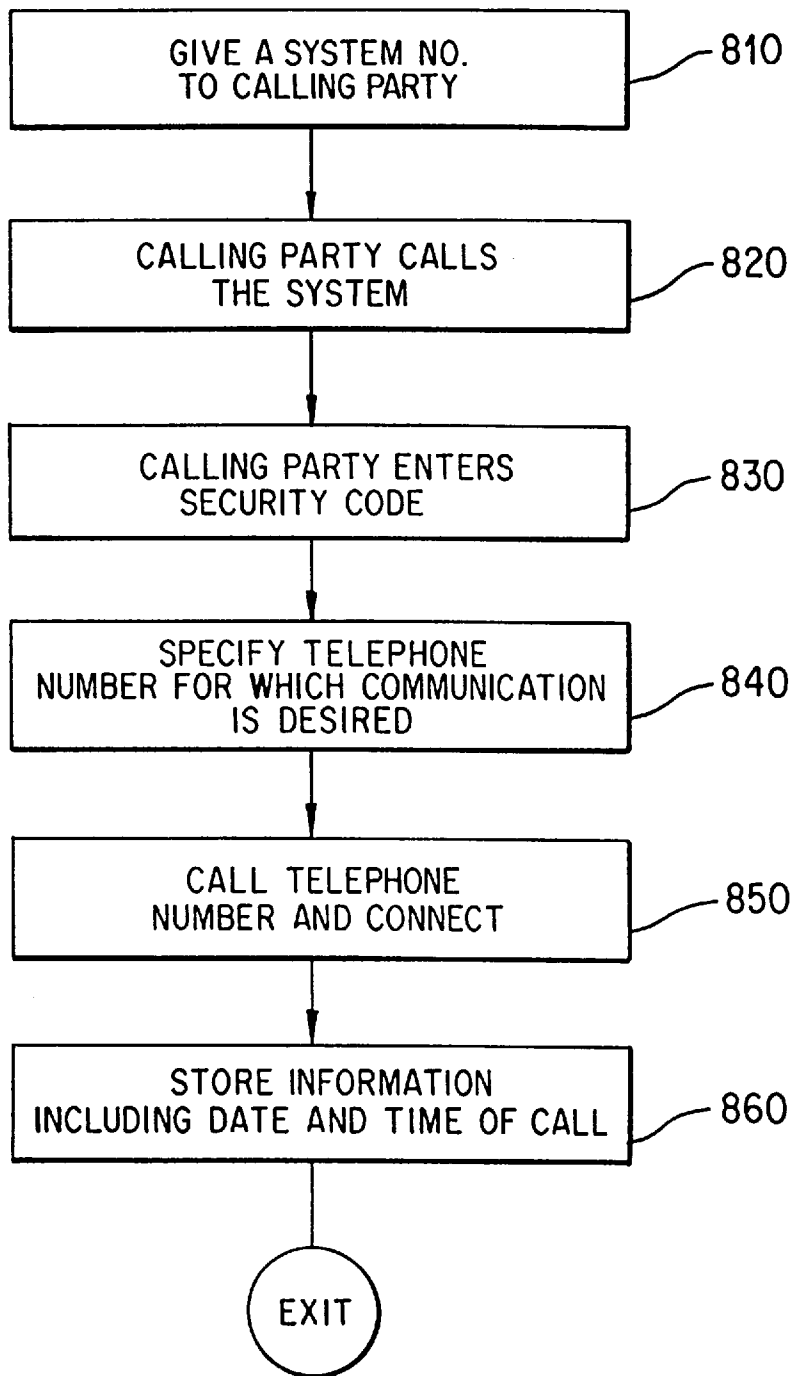 GIVE A SYSTEM NO.
TO CALLING PARTY
810
CALLING PARTY CALLS
THE SYSTEM
820
CALLING PARTY ENTERS
SECURITY CODE
830
SPECIFY TELEPHONE
NUMBER FOR WHICH COMMUNICATION
IS DESIRED
840
CALL TELEPHONE
NUMBER AND CONNECT
850
STORE INFORMATION
INCLUDING DATE AND TIME OF CALL
860
EXIT